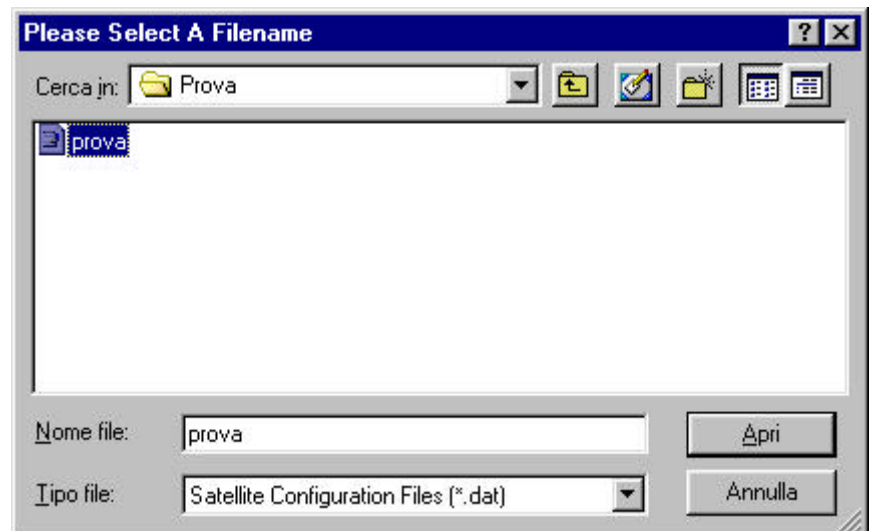 Please Select A Filename
Cerca in: Prova
prova
Nome file: prova Apri
Tipo file: Satellite Configuration Files (*.dat) Annulla